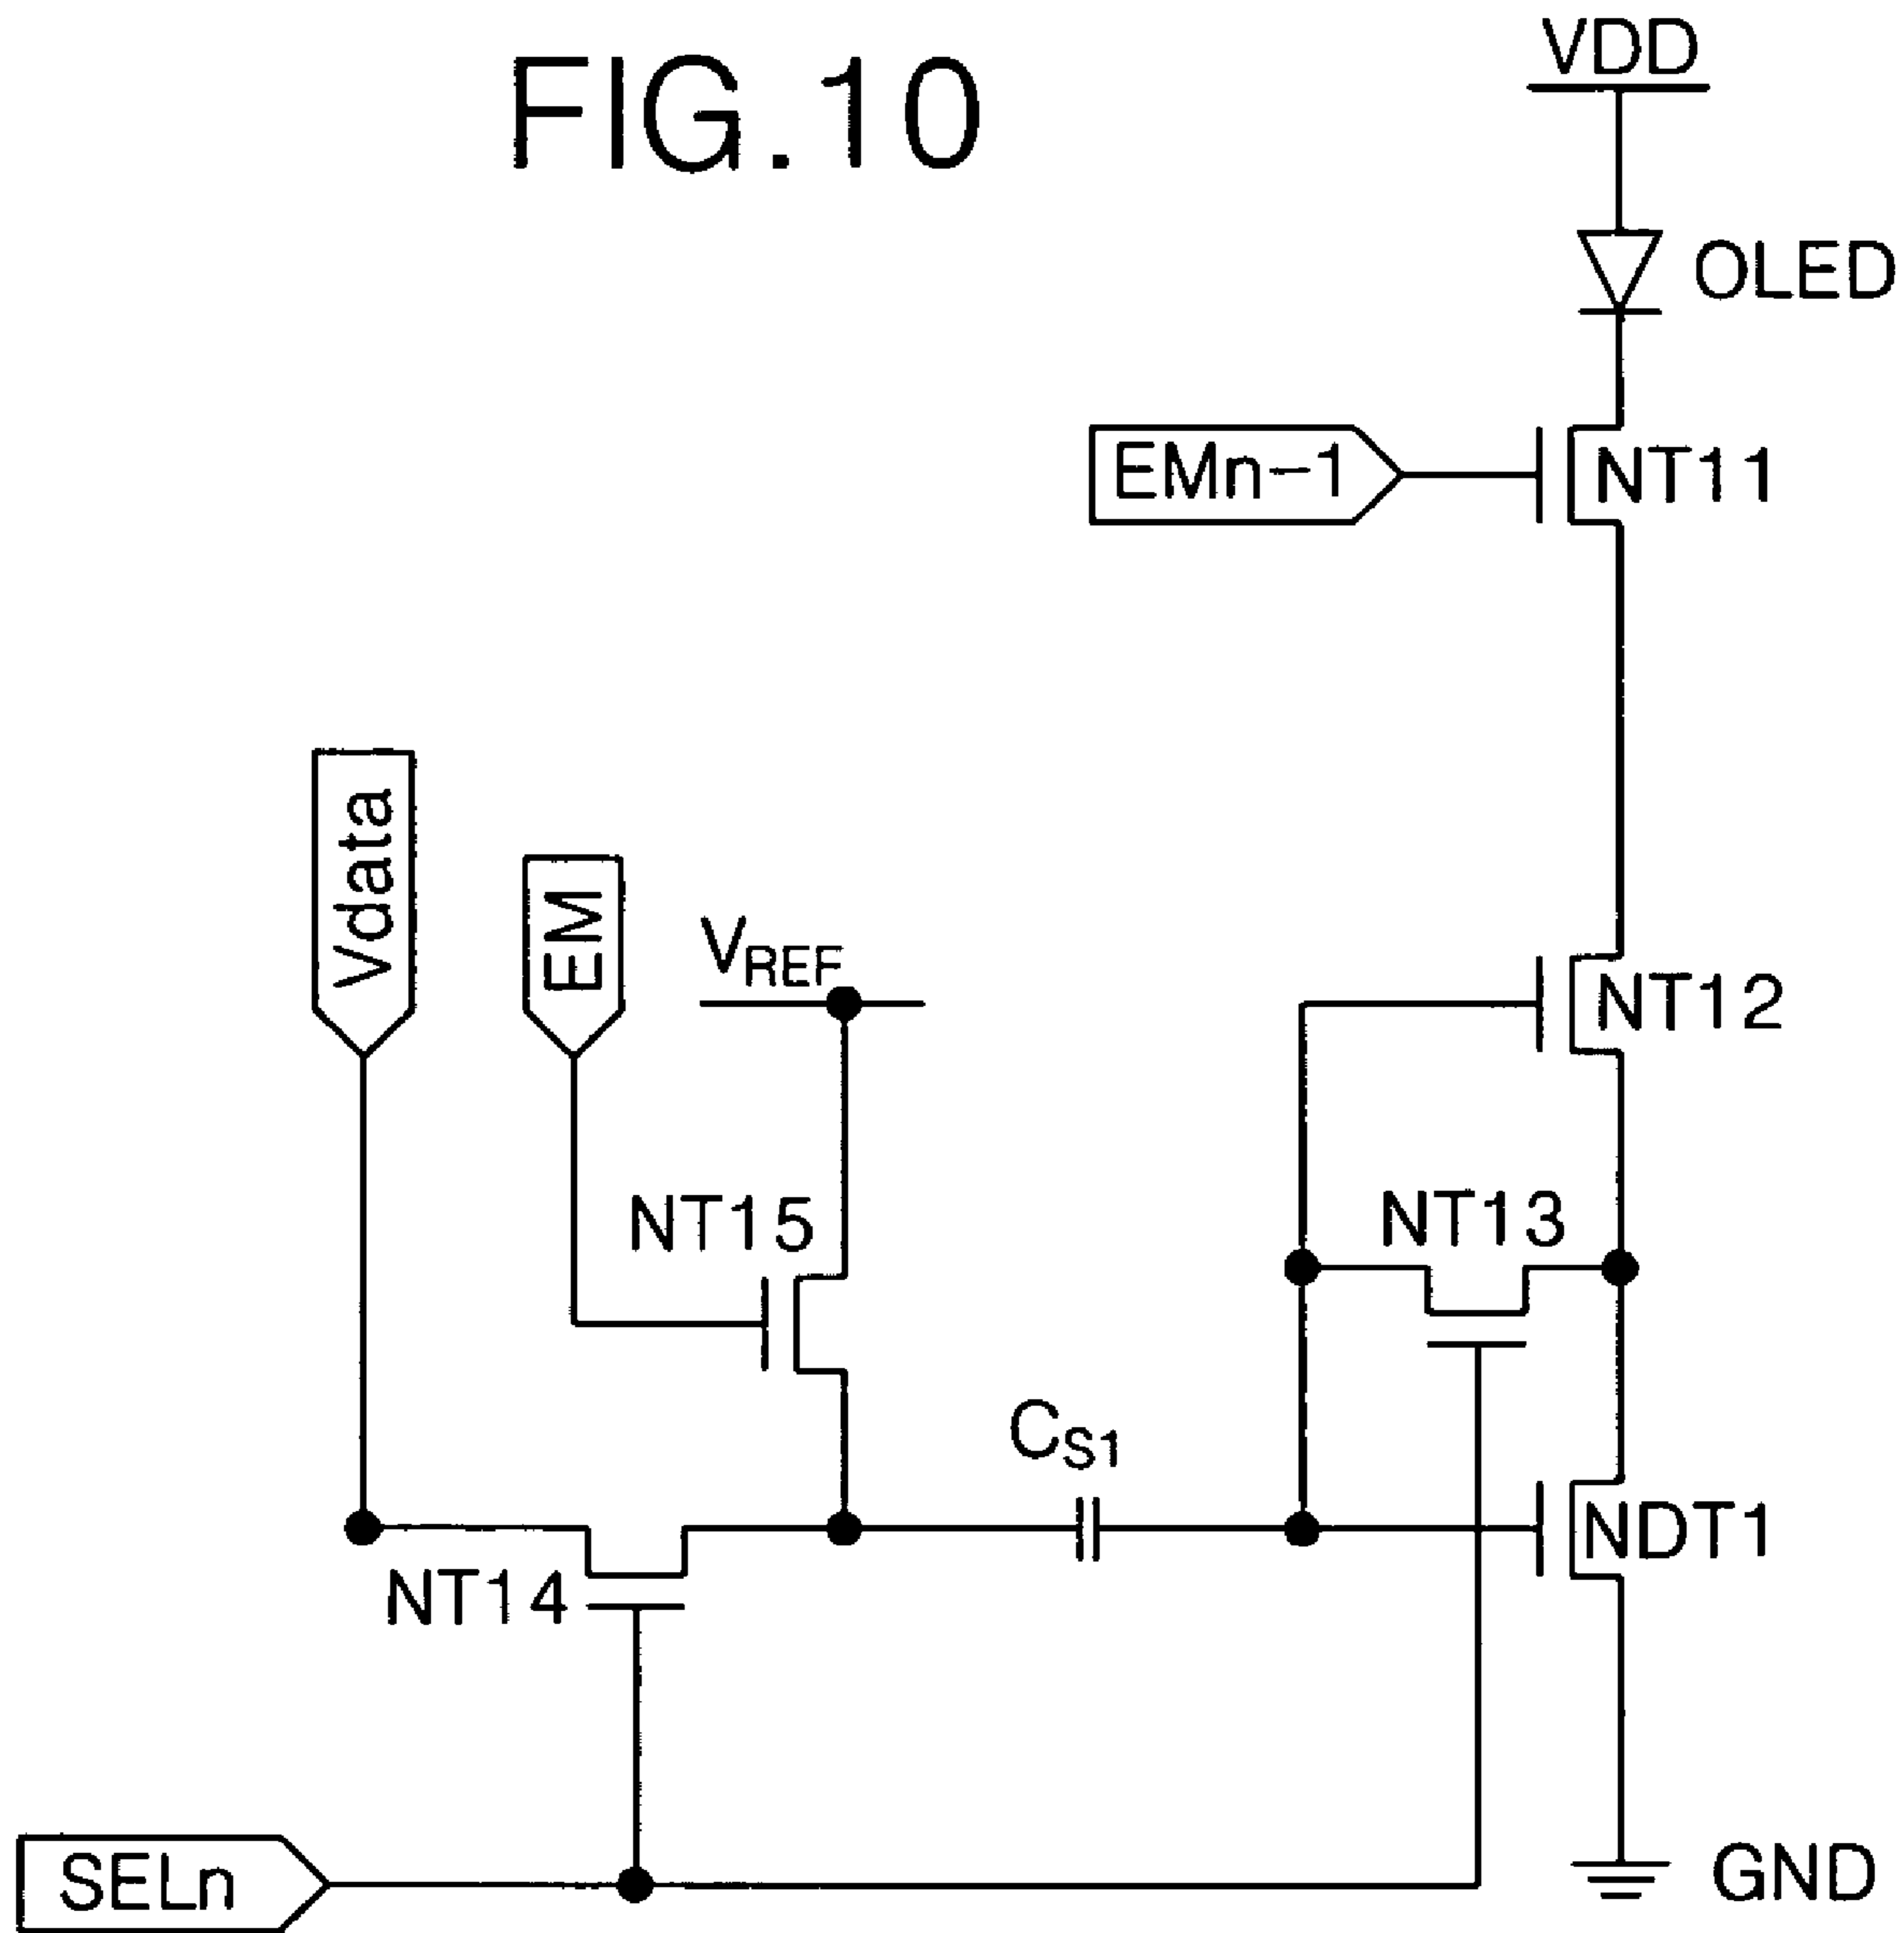 FIG.10
VDD
OLED
EMn-1
NT11
Vdata
EM
VREF
NT12
NT15
NT13
CS1
NDT1
NT14
SELn
GND